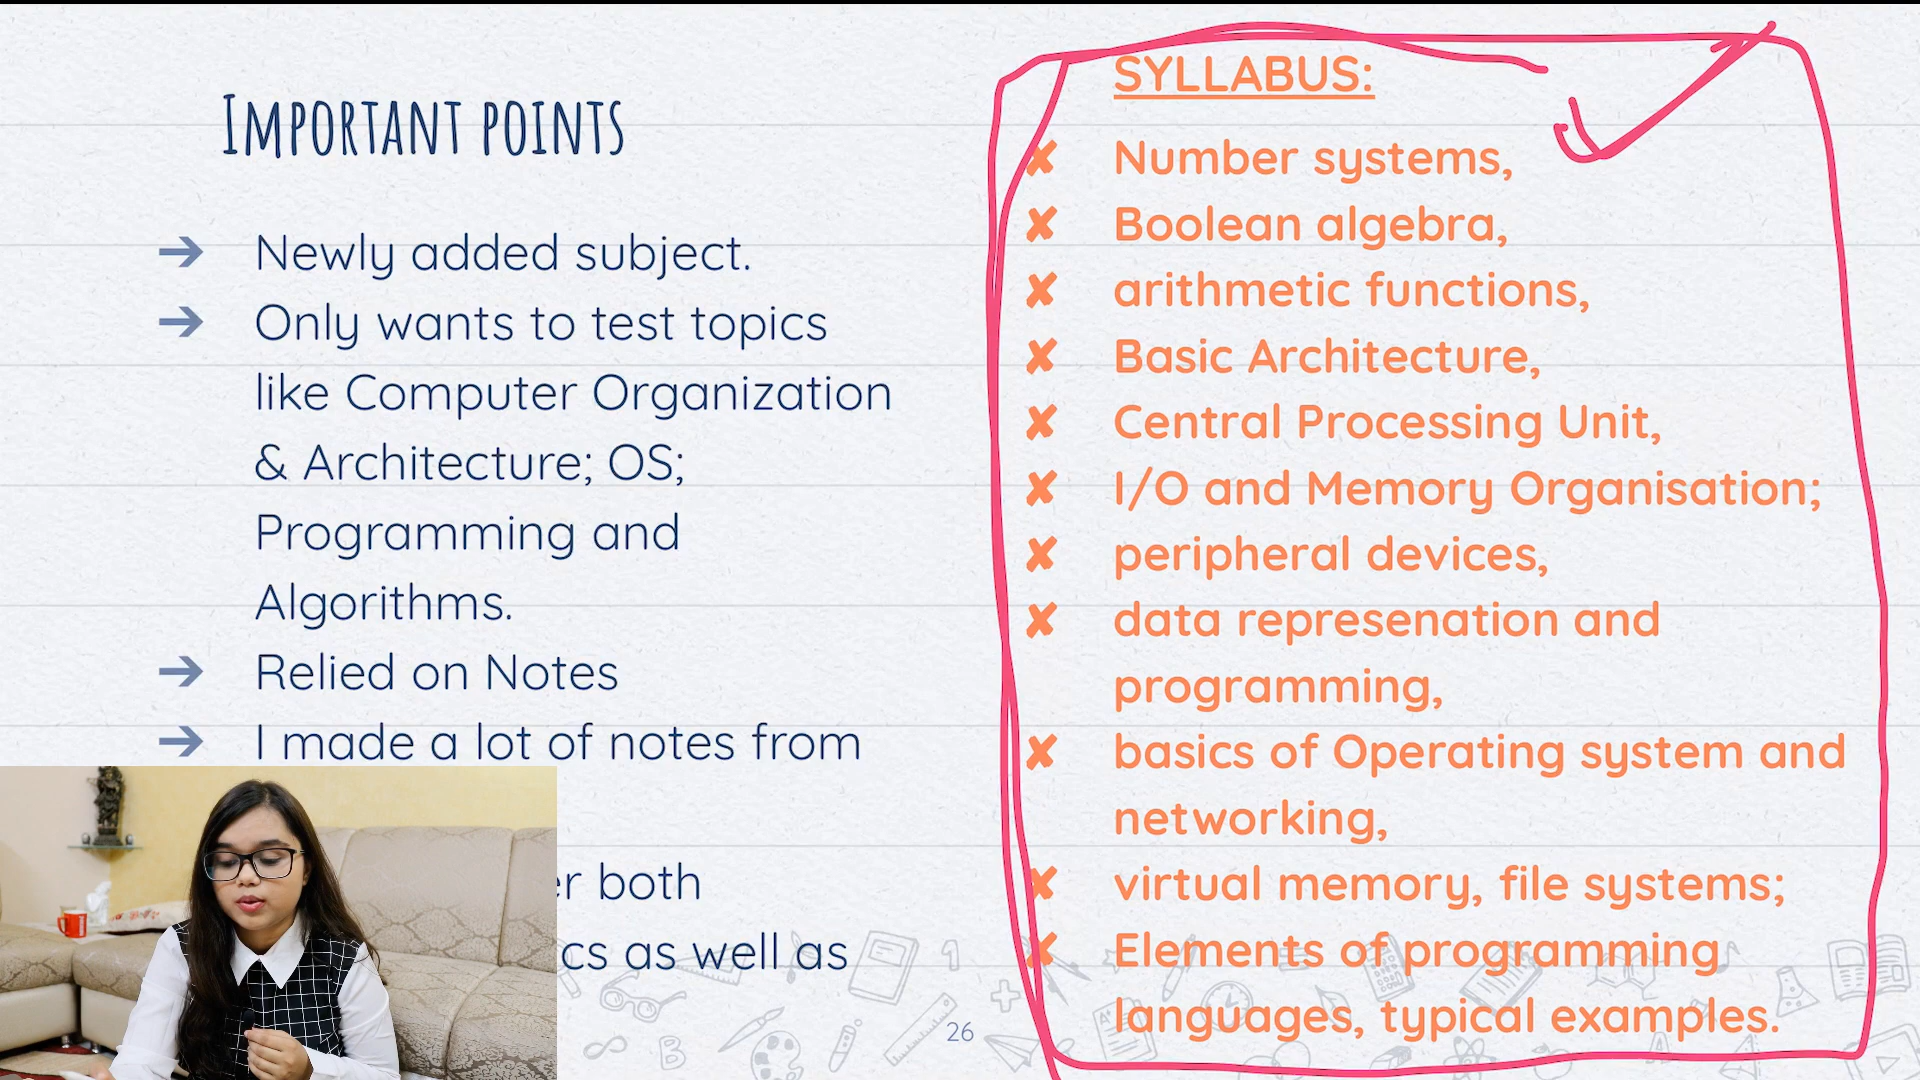 Important points
➔ Newly added subject.
➔ Only wants to test topics
like Computer Organization
& Architecture; OS;
Programming and
Algorithms.
➔ Relied on Notes
➔ I made a lot of notes from
both
as well as
SYLLABUS:
✘ Number systems,
✘ Boolean algebra,
✘ arithmetic functions,
✘ Basic Architecture,
✘ Central Processing Unit,
✘ I/O and Memory Organisation;
✘ peripheral devices,
✘ data represenation and
programming,
✘ basics of Operating system and
networking,
✘ virtual memory, file systems;
✘ Elements of programming
languages, typical examples.
26